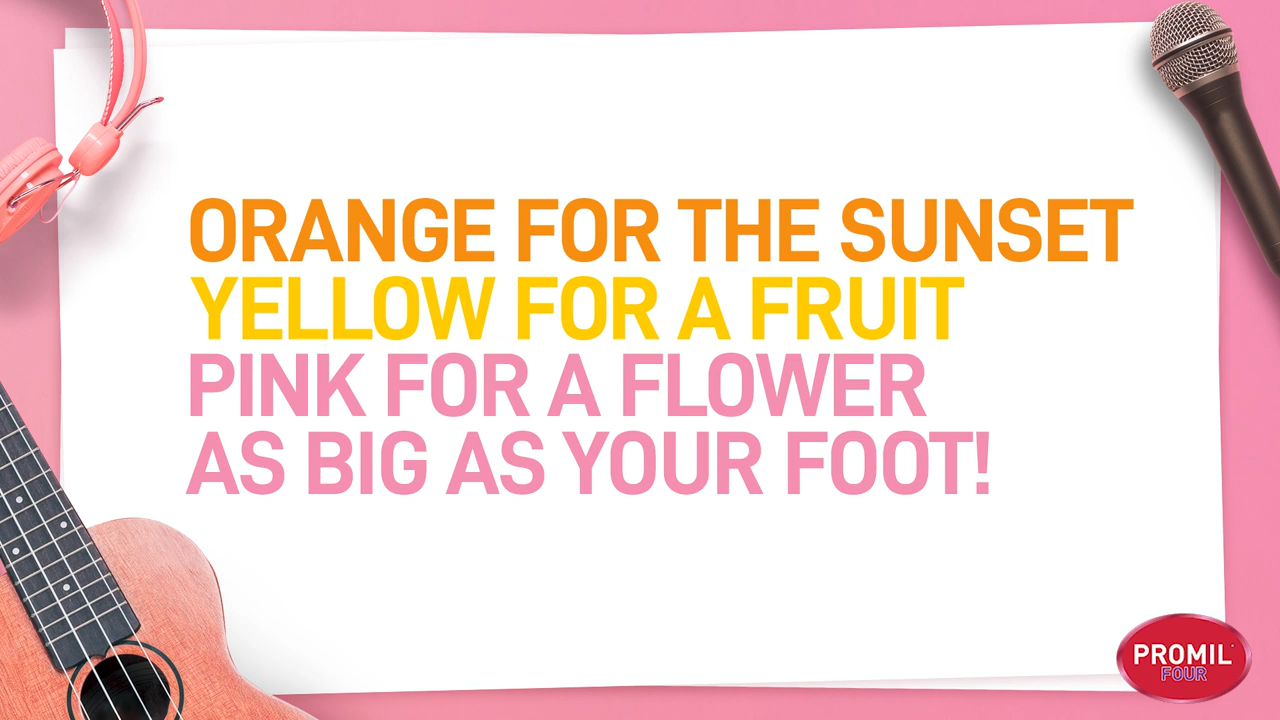 ORANGE FOR THE SUNSET
YELLOW FOR A FRUIT
PINK FOR A FLOWER
AS BIG AS YOUR FOOT!
PROMIL
FOUR